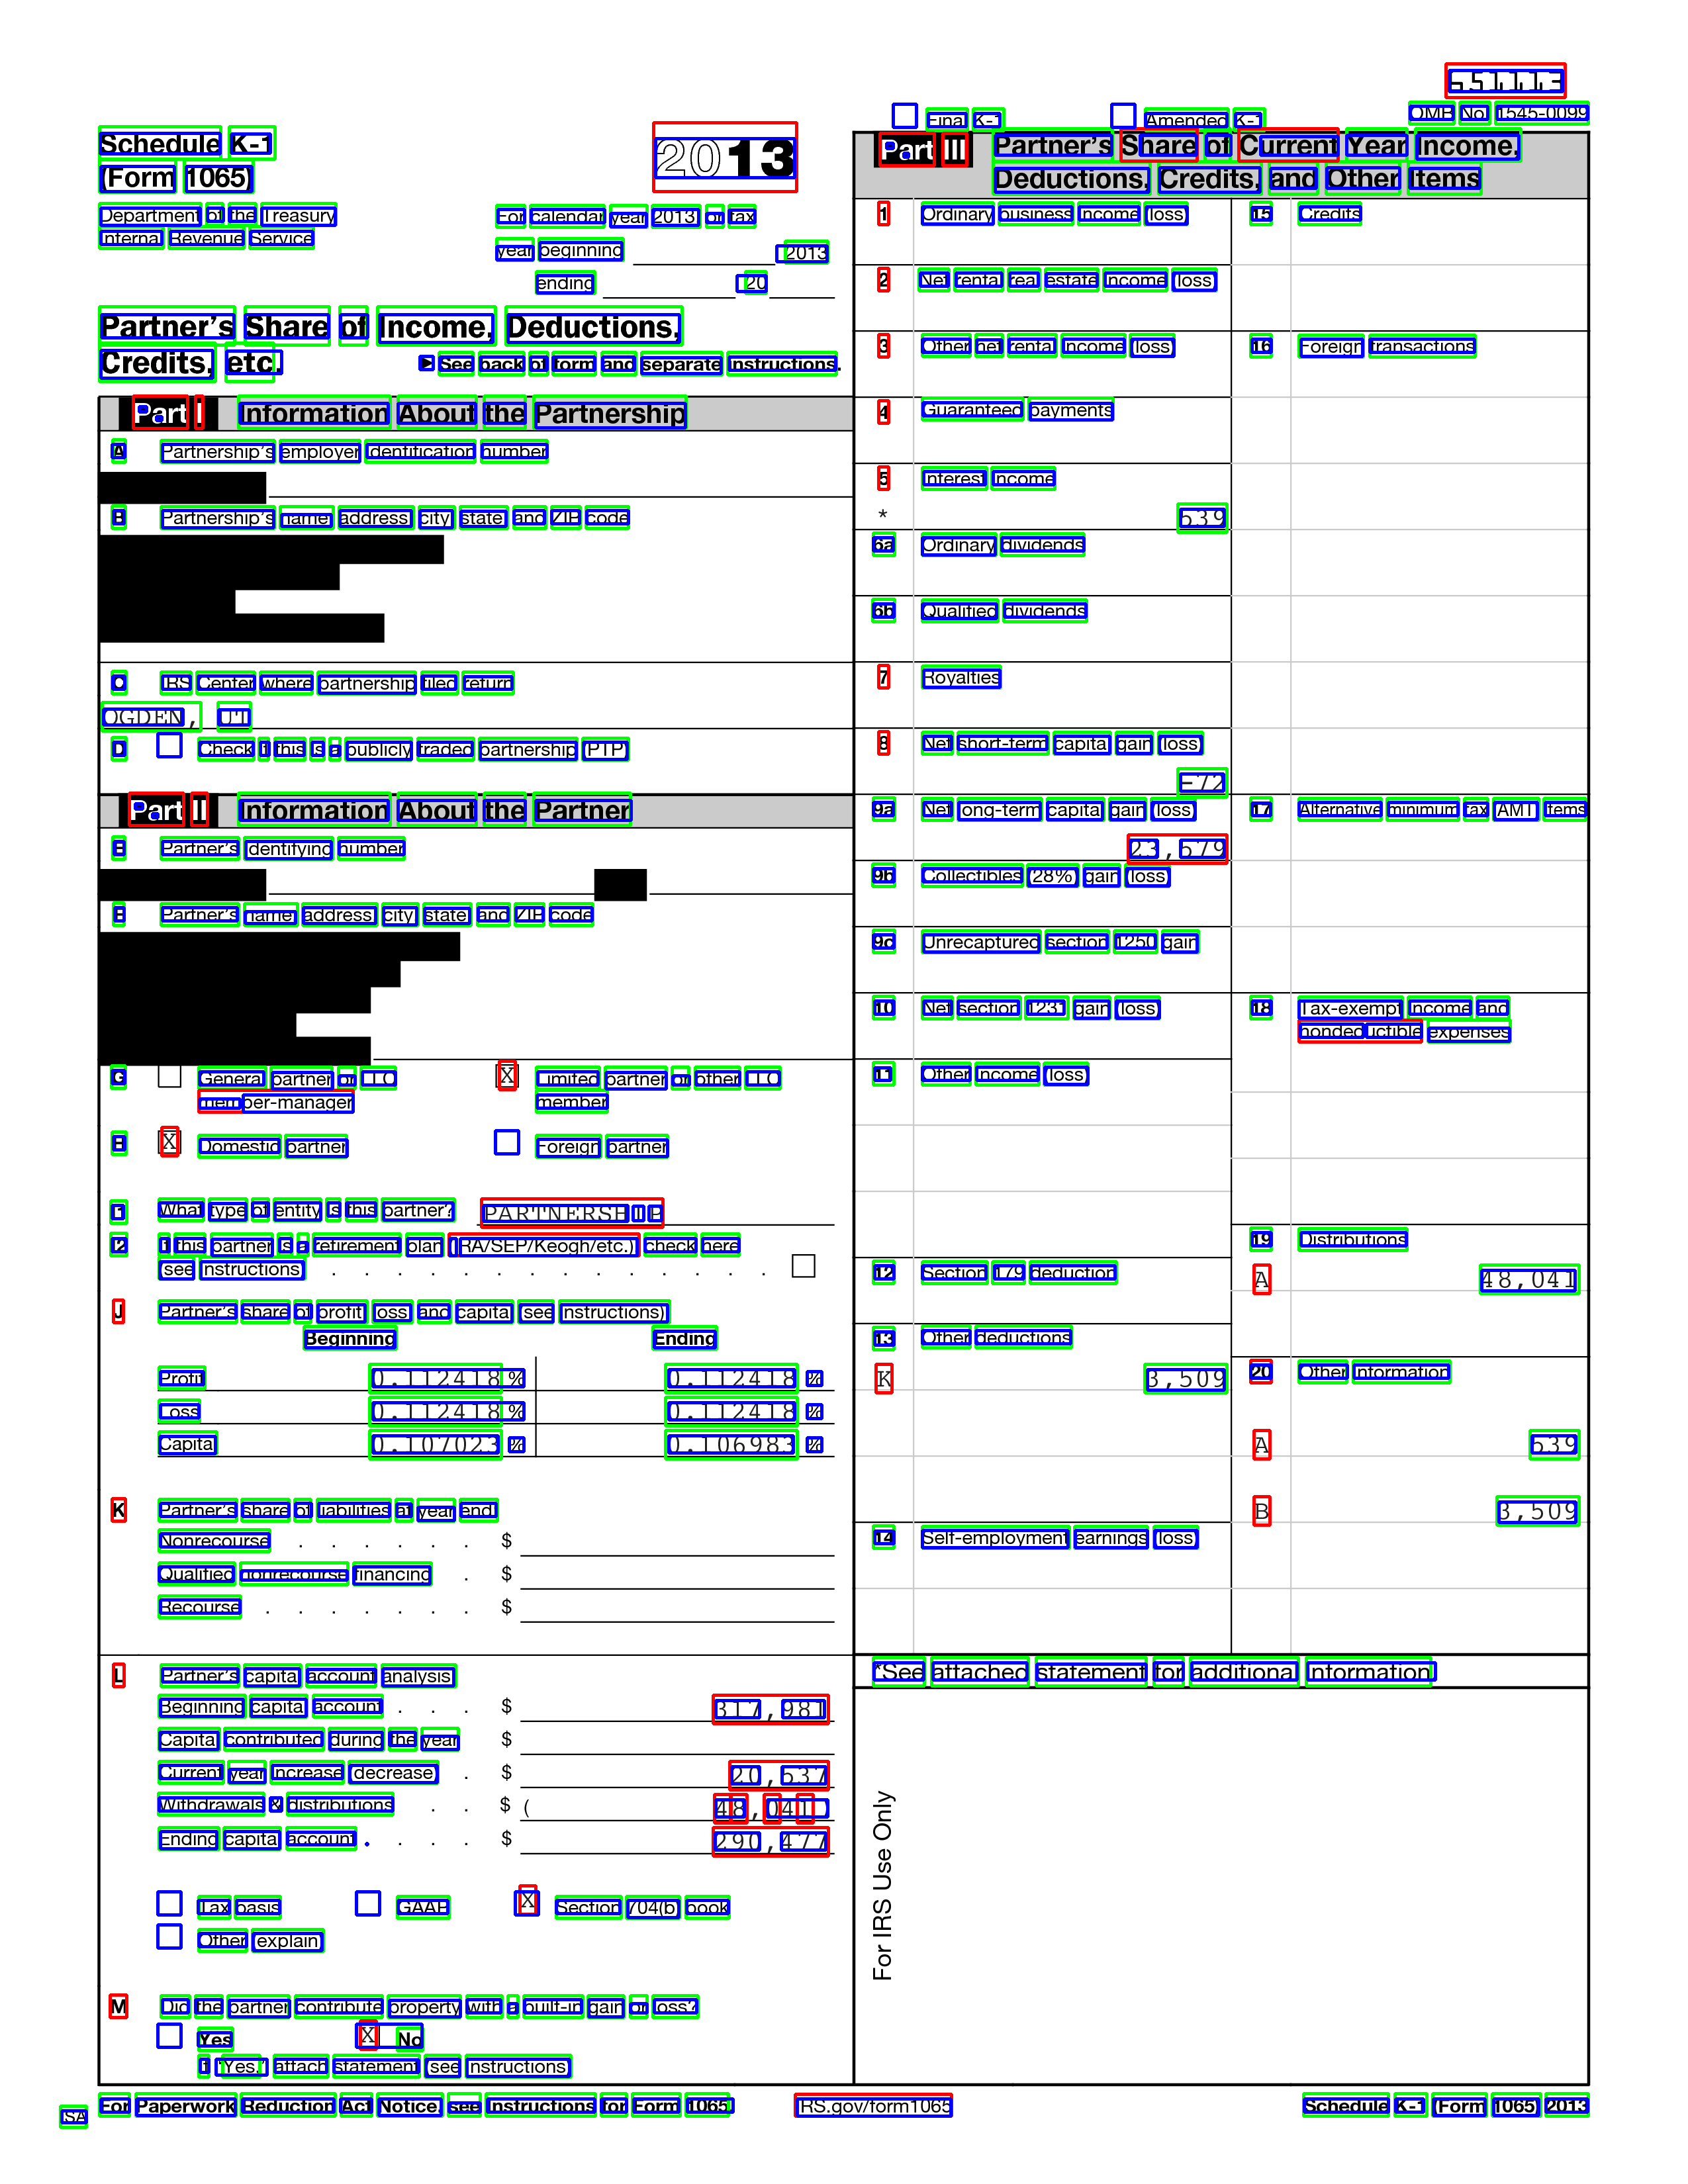 651113
OMB No. 1545-0099
Final K-1 Amended K-1
Schedule K-1
(Form 1065)
2013
Department of the Treasury
Internal Revenue Service
For calendar year 2013, or tax
year beginning , 2013
ending , 20
Partner's Share of Income, Deductions,
Credits, etc.
► See back of form and separate instructions.
Part I Information About the Partnership
A Partnership's employer identification number
B Partnership's name, address, city, state, and ZIP code
C IRS Center where partnership filed return
OGDEN, UT
D Check if this is a publicly traded partnership (PTP)
Part II Information About the Partner
E Partner's identifying number
F Partner's name, address, city, state, and ZIP code
G General partner or LLC member-manager
X Limited partner or other LLC member
H X Domestic partner Foreign partner
I1 What type of entity is this partner? PARTNERSHIP
I2 If this partner is a retirement plan (IRA/SEP/Keogh/etc.), check here
(see instructions) . . . . . . . . . . . . . .
J Partner's share of profit, loss, and capital (see instructions):
Beginning Ending
Profit 0.112418 % 0.112418 %
Loss 0.112418 % 0.112418 %
Capital 0.107023 % 0.106983 %
K Partner's share of liabilities at year end:
Nonrecourse . . . . . . $
Qualified nonrecourse financing . $
Recourse . . . . . . . $
L Partner's capital account analysis:
Beginning capital account . . . $ 317,981
Capital contributed during the year $
Current year increase (decrease) . $ 20,537
Withdrawals & distributions . . $ ( 48,041)
Ending capital account . . . . $ 290,477
Tax basis GAAP X Section 704(b) book
Other (explain)
M Did the partner contribute property with a built-in gain or loss?
Yes X No
If "Yes," attach statement (see instructions)
Part III Partner's Share of Current Year Income,
Deductions, Credits, and Other Items
1 Ordinary business income (loss)
2 Net rental real estate income (loss)
3 Other net rental income (loss)
4 Guaranteed payments
5 Interest income
* 639
6a Ordinary dividends
6b Qualified dividends
7 Royalties
8 Net short-term capital gain (loss)
-72
9a Net long-term capital gain (loss)
23,679
9b Collectibles (28%) gain (loss)
9c Unrecaptured section 1250 gain
10 Net section 1231 gain (loss)
11 Other income (loss)
12 Section 179 deduction
13 Other deductions
K 3,509
14 Self-employment earnings (loss)
15 Credits
16 Foreign transactions
17 Alternative minimum tax (AMT) items
18 Tax-exempt income and
nondeductible expenses
19 Distributions
A 48,041
20 Other information
A 639
B 3,509
*See attached statement for additional information.
For IRS Use Only
ISA
For Paperwork Reduction Act Notice, see Instructions for Form 1065. IRS.gov/form1065 Schedule K-1 (Form 1065) 2013